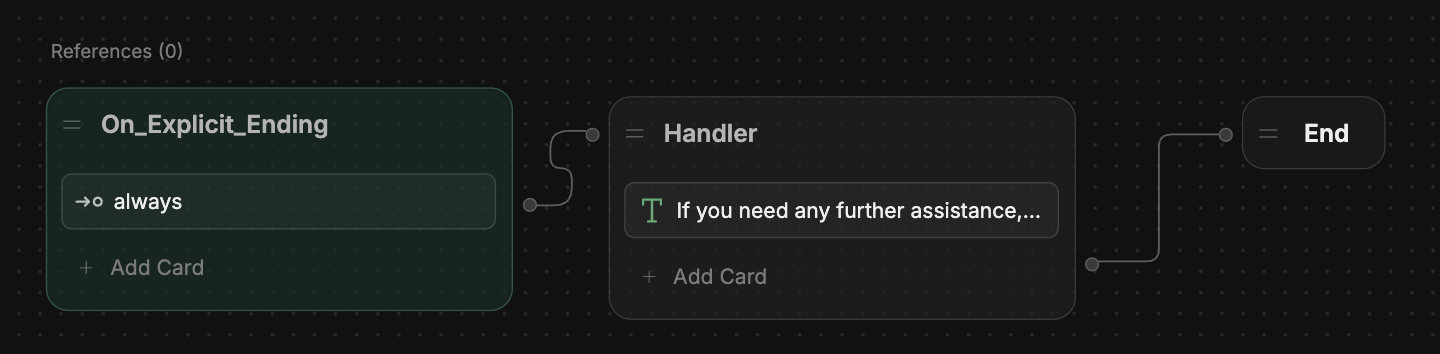 References (0)
On_Explicit_Ending
always
+ Add Card
Handler
T If you need any further assistance,...
+ Add Card
End